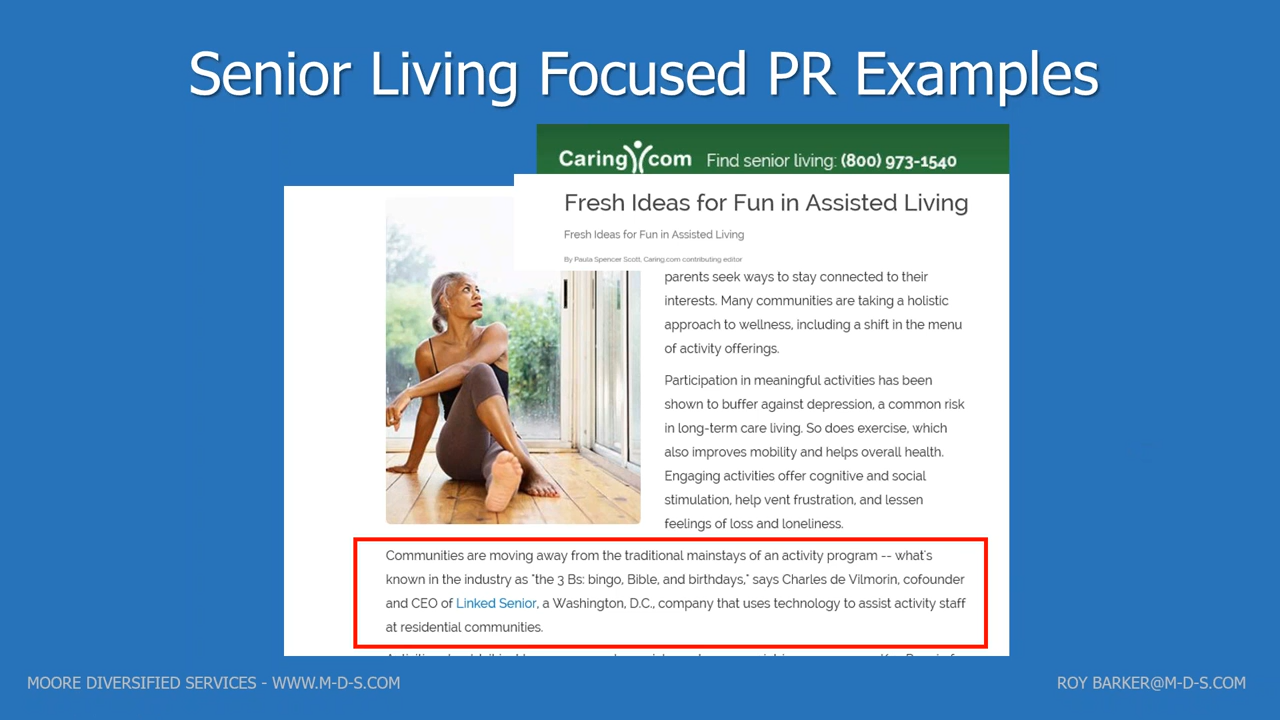 Senior Living Focused PR Examples
Caring.com Find senior living: (800) 973-1540
Fresh Ideas for Fun in Assisted Living
Fresh Ideas for Fun in Assisted Living
By Paula Spencer Scott, Caring.com contributing editor
parents seek ways to stay connected to their
interests. Many communities are taking a holistic
approach to wellness, including a shift in the menu
of activity offerings.
Participation in meaningful activities has been
shown to buffer against depression, a common risk
in long-term care living. So does exercise, which
also improves mobility and helps overall health.
Engaging activities offer cognitive and social
stimulation, help vent frustration, and lessen
feelings of loss and loneliness.
Communities are moving away from the traditional mainstays of an activity program -- what's
known in the industry as "the 3 Bs: bingo, Bible, and birthdays," says Charles de Vilmorin, cofounder
and CEO of Linked Senior, a Washington, D.C., company that uses technology to assist activity staff
at residential communities.
MOORE DIVERSIFIED SERVICES - WWW.M-D-S.COM
ROY BARKER@M-D-S.COM